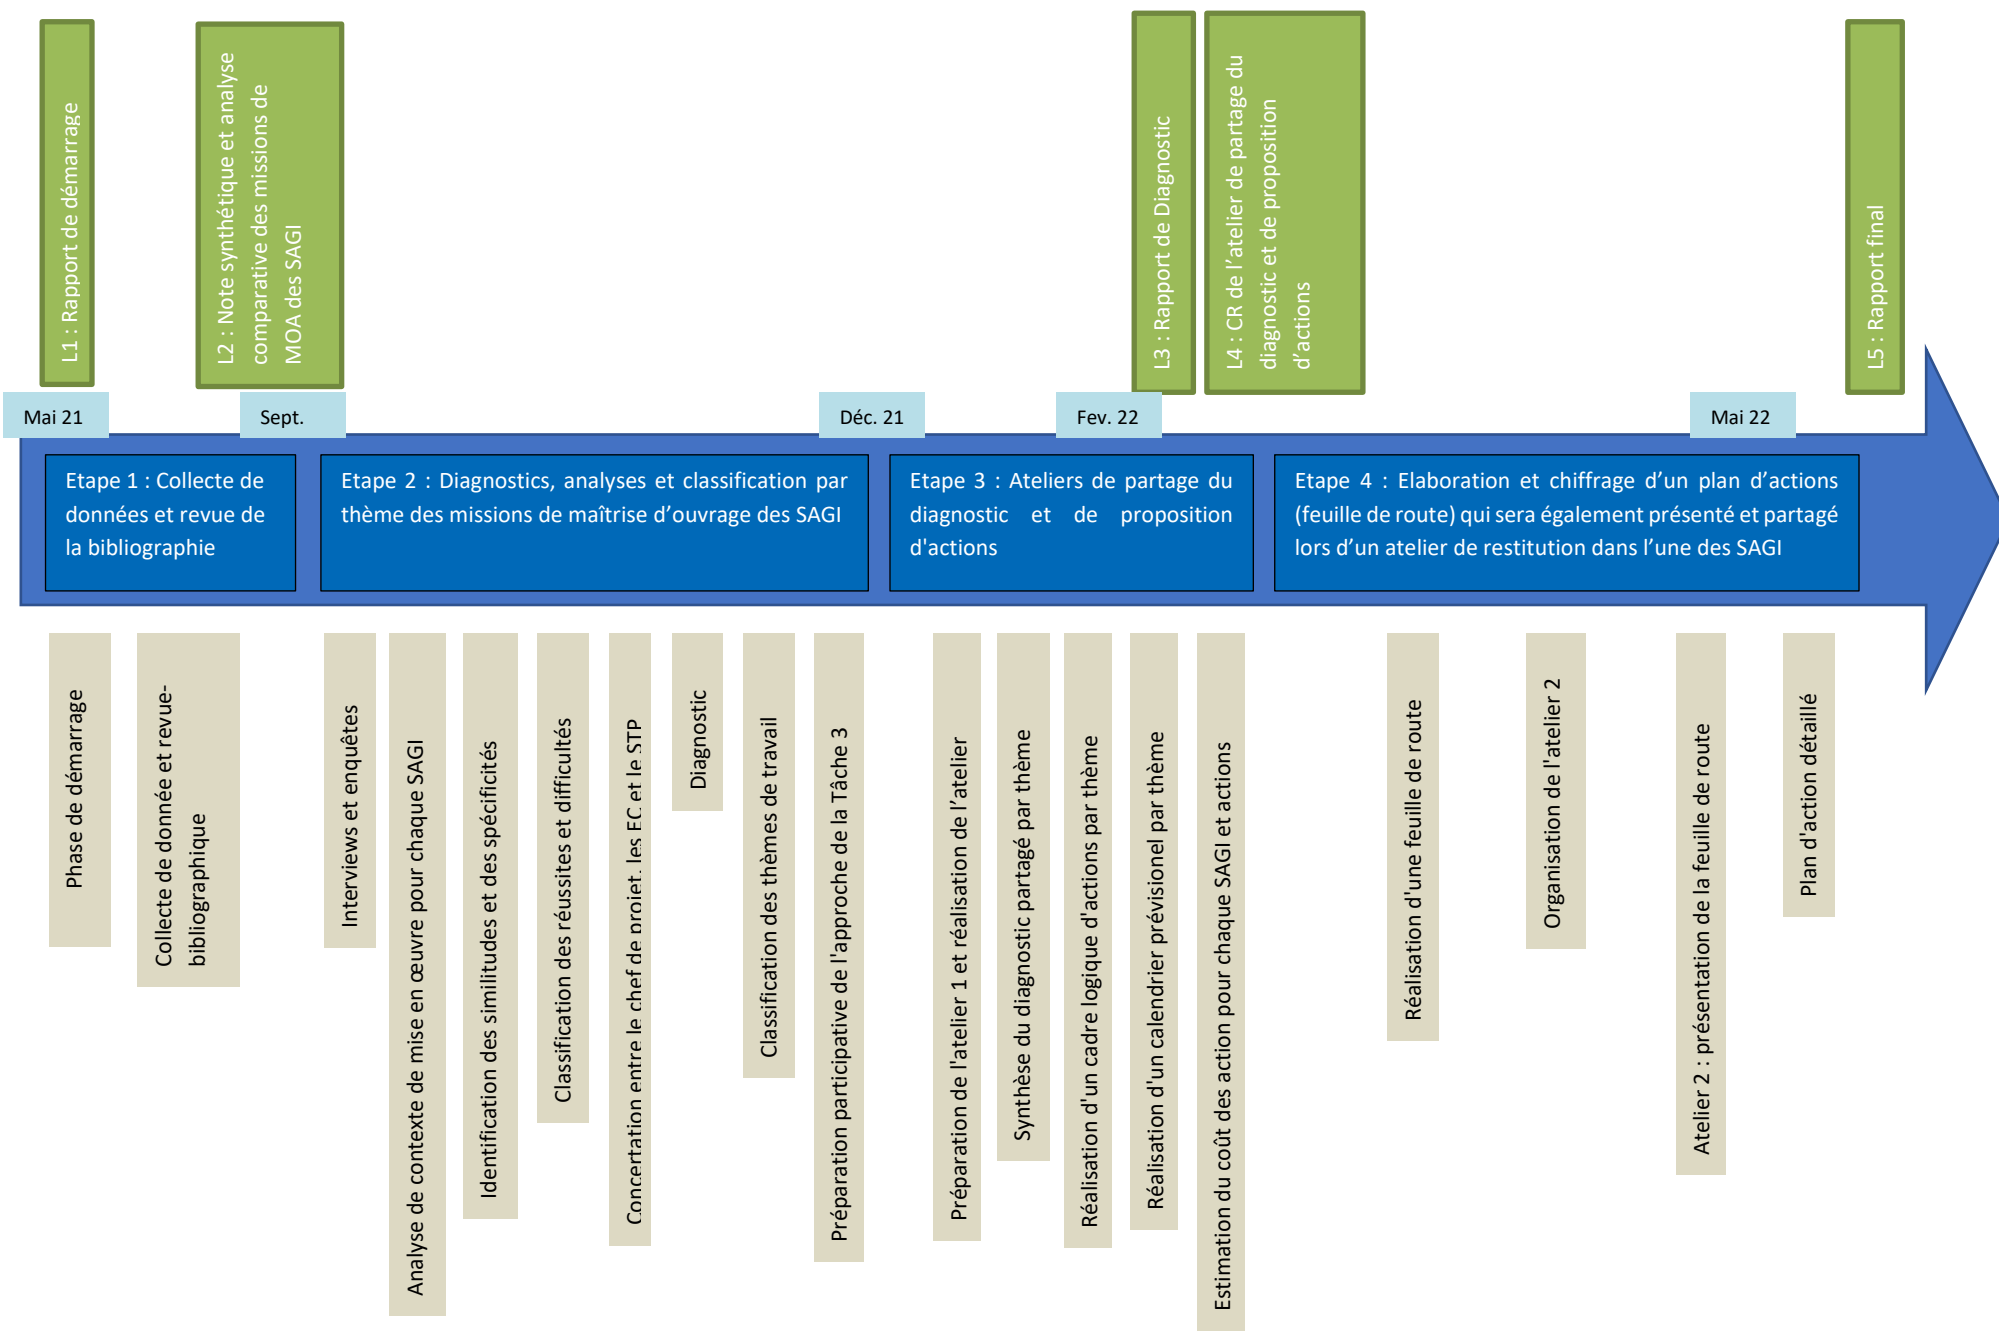 L1 : Rapport de démarrage
L2 : Note synthétique et analyse
comparative des missions de
MOA des SAGI
L3 : Rapport de Diagnostic
L4 : CR de l’atelier de partage du
diagnostic et de proposition
d’actions
L5 : Rapport final
Mai 21
Sept.
Déc. 21
Fev. 22
Mai 22
Etape 1 : Collecte de
données et revue de
la bibliographie
Etape 2 : Diagnostics, analyses et classification par
thème des missions de maîtrise d’ouvrage des SAGI
Etape 3 : Ateliers de partage du
diagnostic et de proposition
d'actions
Etape 4 : Elaboration et chiffrage d’un plan d’actions
(feuille de route) qui sera également présenté et partagé
lors d’un atelier de restitution dans l’une des SAGI
Phase de démarrage
Collecte de donnée et revue-
bibliographique
Interviews et enquêtes
Analyse de contexte de mise en œuvre pour chaque SAGI
Identification des similitudes et des spécificités
Classification des réussites et difficultés
Concertation entre le chef de projet, les EC et le STP
Diagnostic
Classification des thèmes de travail
Préparation participative de l'approche de la Tâche 3
Préparation de l'atelier 1 et réalisation de l’atelier
Synthèse du diagnostic partagé par thème
Réalisation d'un cadre logique d'actions par thème
Réalisation d'un calendrier prévisionel par thème
Estimation du coût des action pour chaque SAGI et actions
Réalisation d'une feuille de route
Organisation de l'atelier 2
Atelier 2 : présentation de la feuille de route
Plan d'action détaillé